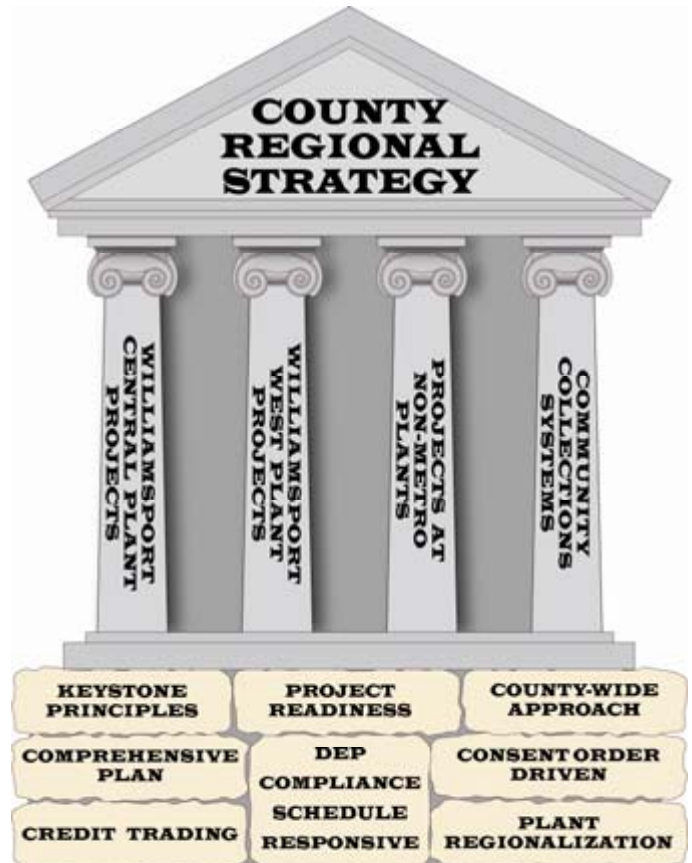 COUNTY
REGIONAL
STRATEGY
WILLIAMSPORT
CENTRAL PLANT
PROJECTS
WILLIAMSPORT
WEST PLANT
PROJECTS
PROJECTS AT
NON-METRO
PLANTS
COMMUNITY
COLLECTIONS
SYSTEMS
KEYSTONE
PRINCIPLES
PROJECT
READINESS
COUNTY-WIDE
APPROACH
COMPREHENSIVE
PLAN
DEP
COMPLIANCE
SCHEDULE
RESPONSIVE
CONSENT ORDER
DRIVEN
CREDIT TRADING
PLANT
REGIONALIZATION